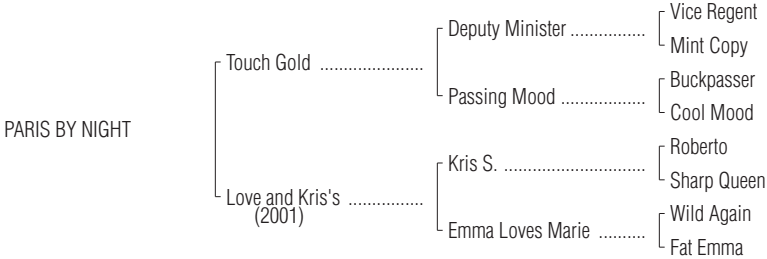 Vice Regent
Deputy Minister ................
Mint Copy
Touch Gold ......................
Buckpasser
Passing Mood ..................
Cool Mood
PARIS BY NIGHT
Roberto
Kris S. ..............................
Sharp Queen
Love and Kris's ................
(2001)
Wild Again
Emma Loves Marie ..........
Fat Emma